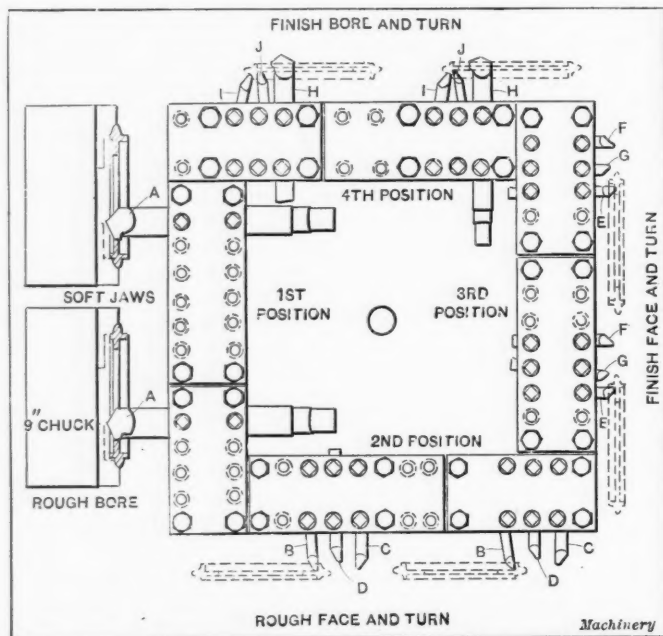 FINISH BORE AND TURN
J
J
I
H
I
H
F
G
4TH POSITION
A
E
SOFT JAWS
1ST
POSITION
3RD
POSITION
FINISH FACE AND TURN
F
G
A
E
9" CHUCK
2ND POSITION
ROUGH BORE
B
C
D
B
C
D
ROUGH FACE AND TURN
Machinery